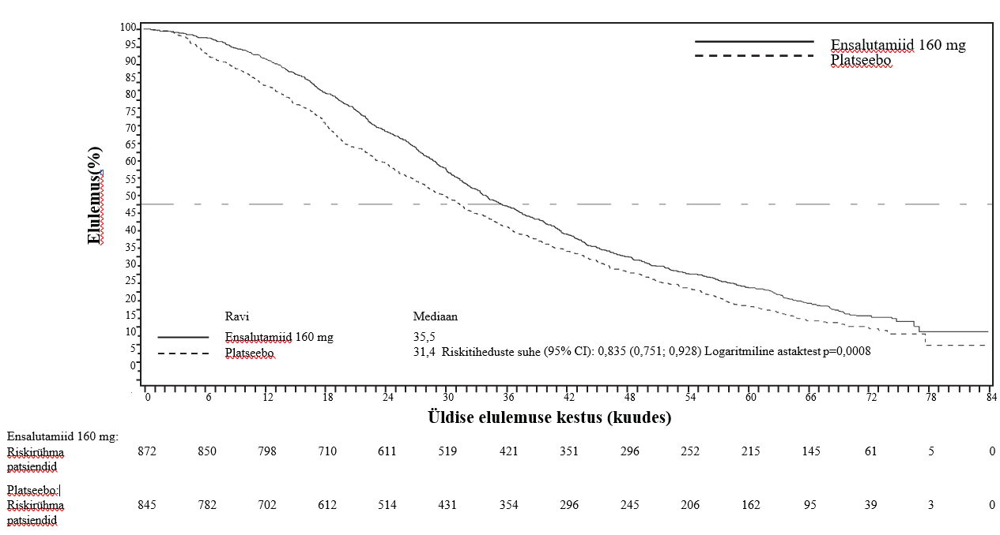 Ensalutamiid 160 mg
Platseebo
Elulemus(%)
100
95
90
85
80
75
70
65
60
55
50
45
40
35
30
25
20
15
10
5
0
Ravi Mediaan
Ensalutamiid 160 mg 35,5
Platseebo 31,4 Riskitiheduste suhe (95% CI): 0,835 (0,751; 0,928) Logaritmiline astaktest p=0,0008
0 6 12 18 24 30 36 42 48 54 60 66 72 78 84
Üldise elulemuse kestus (kuudes)
Ensalutamiid 160 mg:
Riskirühma 872 850 798 710 611 519 421 351 296 252 215 145 61 5 0
patsiendid
Platseebo:
Riskirühma 845 782 702 612 514 431 354 296 245 206 162 95 39 3 0
patsiendid